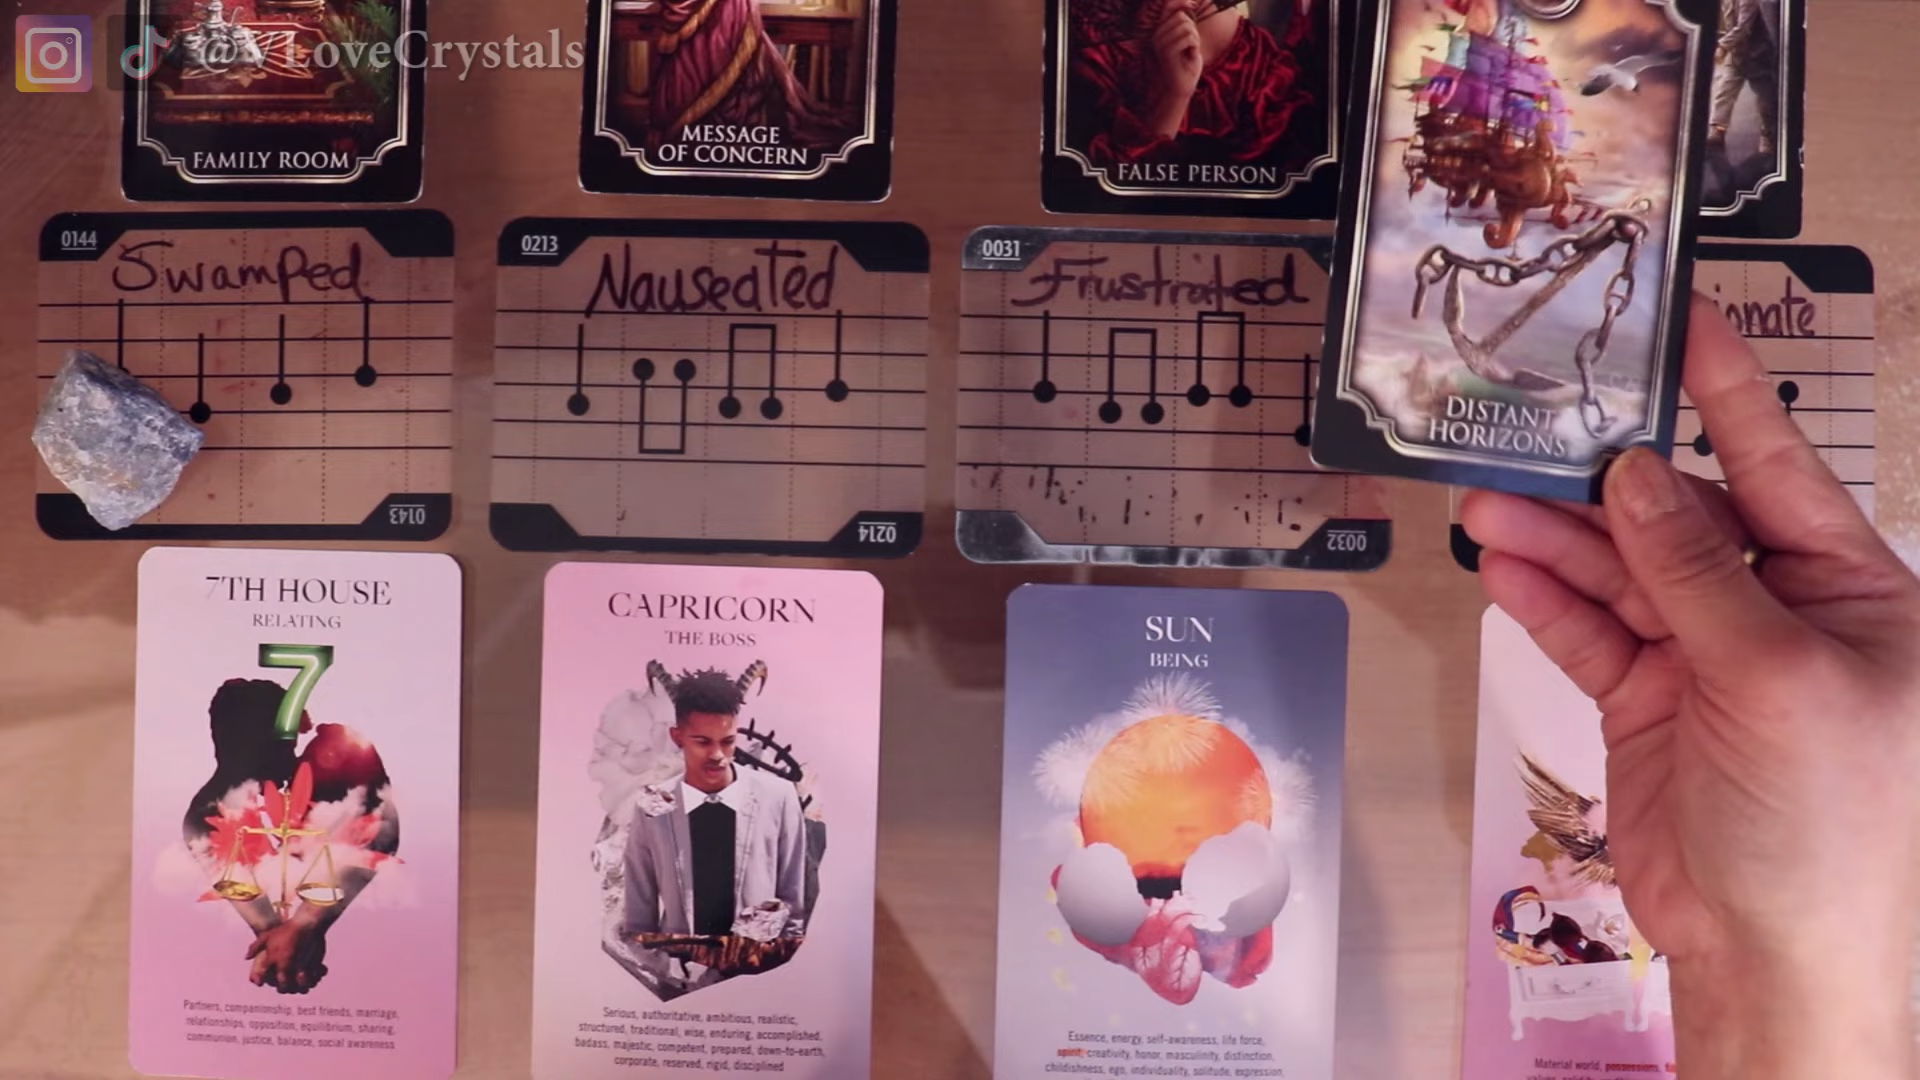 @VLoveCrystals
FAMILY ROOM
MESSAGE
OF CONCERN
FALSE PERSON
DISTANT
HORIZONS
0144
Swamped
0143
0213
Nauseated
0214
0031
Frustrated
0032
ionate
7TH HOUSE
RELATING
7
Partners, companionship, best friends, marriage,
relationships, opposition, equilibrium, sharing,
communion, justice, balance, social awareness
CAPRICORN
THE BOSS
Serious, authoritative, ambitious, realistic,
structured, traditional, wise, enduring, accomplished,
badass, majestic, competent, prepared, down-to-earth,
corporate, reserved, rigid, disciplined
SUN
BEING
Essence, energy, self-awareness, life force,
spirit, creativity, honor, masculinity, distinction,
childishness, ego, individuality, solitude, expression,
Material world, possessions,